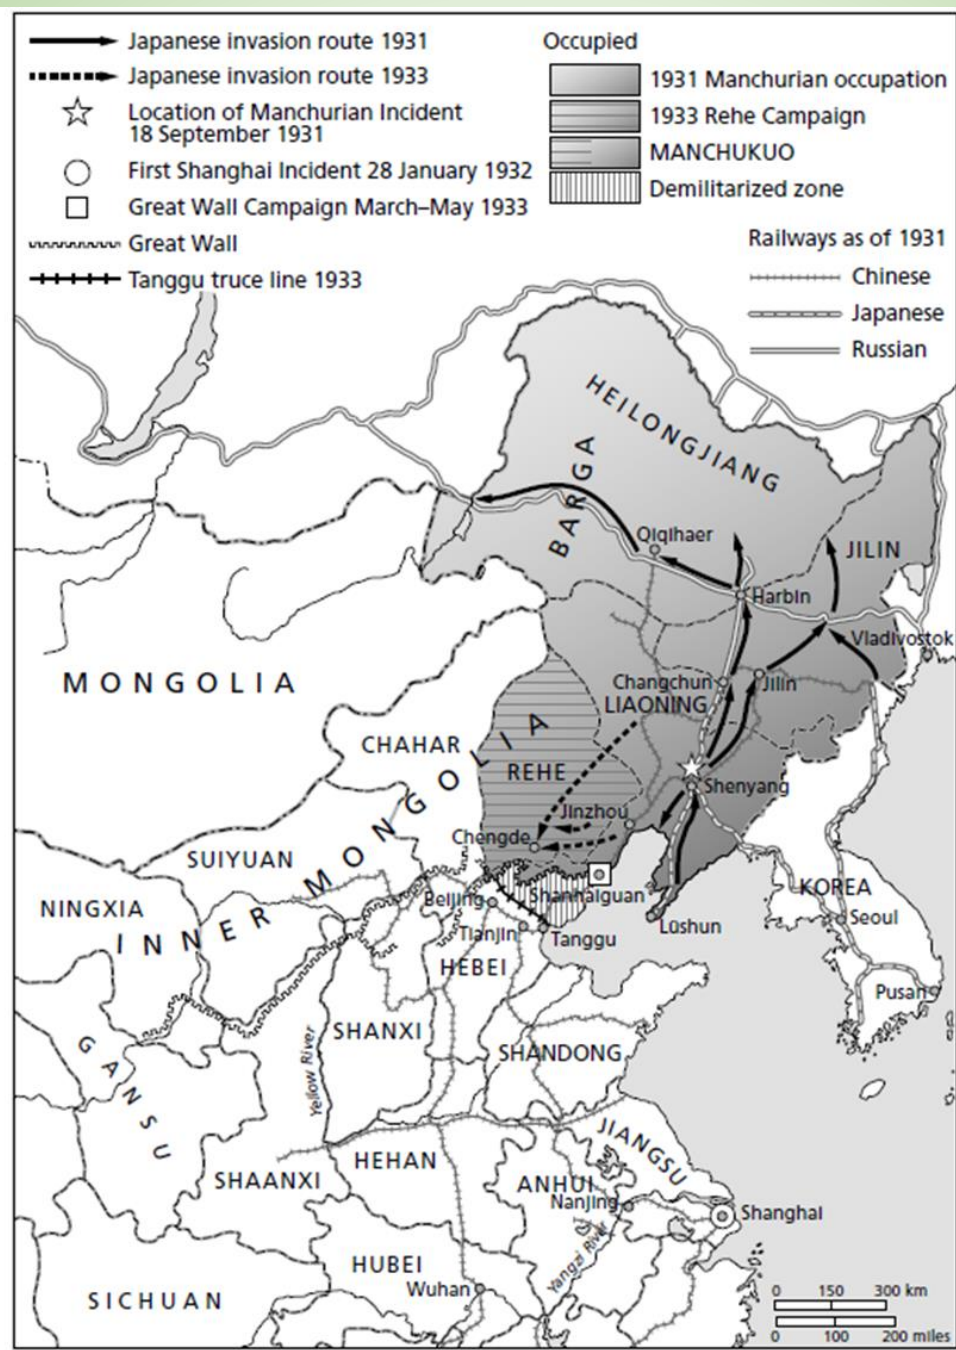 Japanese invasion route 1931
Japanese invasion route 1933
Location of Manchurian Incident
18 September 1931
First Shanghai Incident 28 January 1932
Great Wall Campaign March–May 1933
Great Wall
Tanggu truce line 1933
Occupied
1931 Manchurian occupation
1933 Rehe Campaign
MANCHUKUO
Demilitarized zone
Railways as of 1931
Chinese
Japanese
Russian
HEILONGJIANG
BARGA
Qiqihaer
JILIN
Harbin
Vladivostok
MONGOLIA
Changchun
Jilin
LIAONING
CHAHAR
REHE
Shenyang
Jinzhou
Chengde
SUIYUAN
INNER MONGOLIA
NINGXIA
Beijing
Shanhaiguan
KOREA
Lüshun
Seoul
Tianjin
Tanggu
HEBEI
Pusan
SHANXI
GANSU
Yellow River
SHANDONG
JIANGSU
HEHAN
SHAANXI
ANHUI
Nanjing
Shanghai
Yangzi River
HUBEI
Wuhan
SICHUAN
0 150 300 km
0 100 200 miles